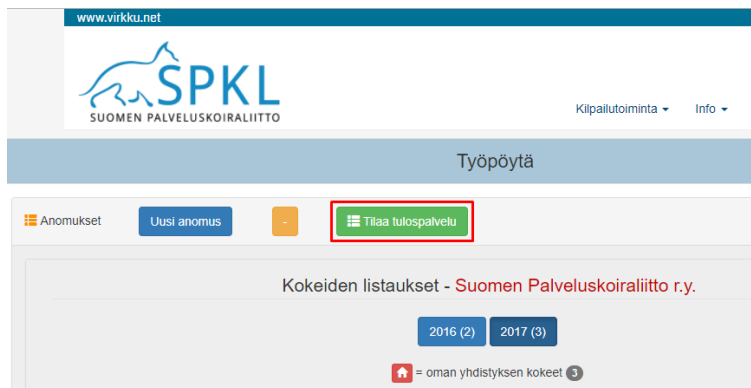 www.virkku.net
SPKL
SUOMEN PALVELUSKOIRALIITTO
Kilpailutoiminta Info
Työpöytä
Anomukset Uusi anomus - Tilaa tulospalvelu
Kokeiden listaukset - Suomen Palveluskoiraliitto r.y.
2016 (2) 2017 (3)
= oman yhdistyksen kokeet 3